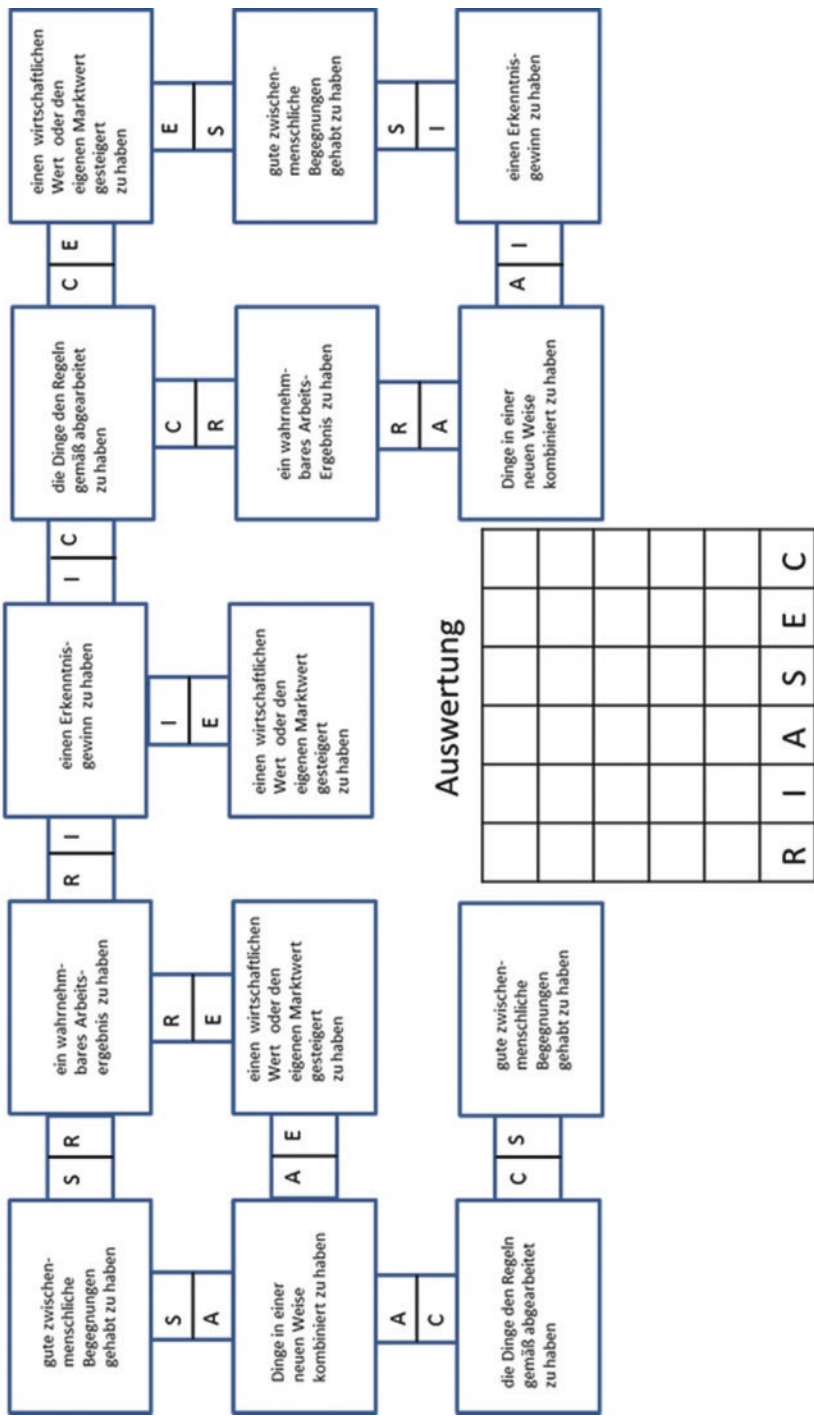 gute zwischen-
menschliche
Begegnungen
gehabt zu haben
S R
ein wahrnehm-
bares Arbeits-
ergebnis zu haben
R I
einen Erkenntnis-
gewinn zu haben
I C
die Dinge den Regeln
gemäß abgearbeitet
zu haben
C E
einen wirtschaftlichen
Wert oder den
eigenen Marktwert
gesteigert
zu haben
S
A
R
E
I
E
C
R
E
S
Dinge in einer
neuen Weise
kombiniert zu haben
A E
einen wirtschaftlichen
Wert oder den
eigenen Marktwert
gesteigert
zu haben
einen wirtschaftlichen
Wert oder den
eigenen Marktwert
gesteigert
zu haben
ein wahrnehm-
bares Arbeits-
Ergebnis zu haben
gute zwischen-
menschliche
Begegnungen
gehabt zu haben
A
C
R
A
S
I
die Dinge den Regeln
gemäß abgearbeitet
zu haben
C S
gute zwischen-
menschliche
Begegnungen
gehabt zu haben
Auswertung
R I A S E C
Dinge in einer
neuen Weise
kombiniert zu haben
A I
einen Erkenntnis-
gewinn zu haben